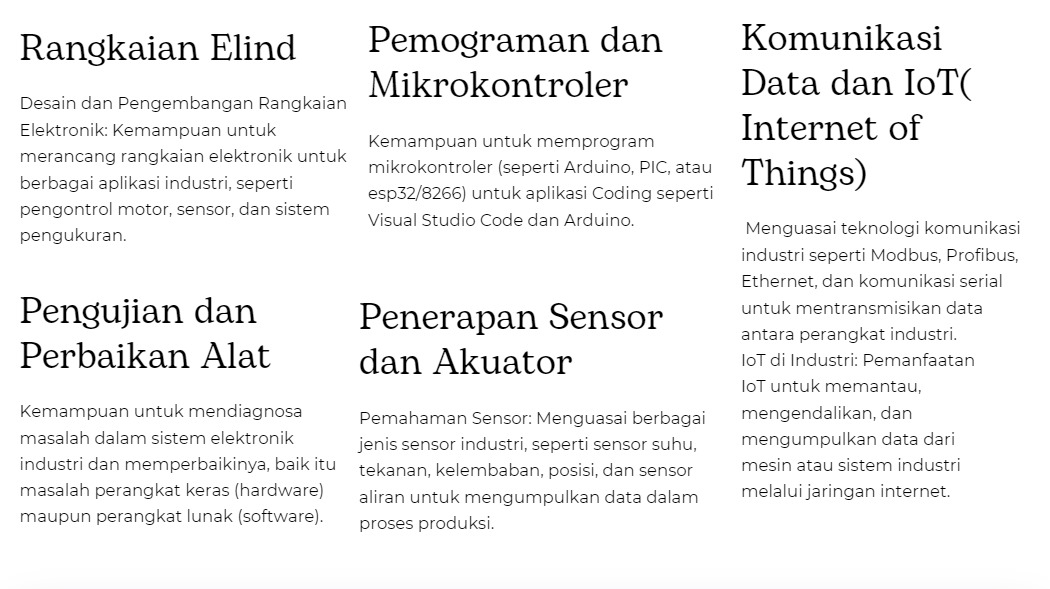 Rangkaian Elind
Desain dan Pengembangan Rangkaian
Elektronik: Kemampuan untuk
merancang rangkaian elektronik untuk
berbagai aplikasi industri, seperti
pengontrol motor, sensor, dan sistem
pengukuran.
Pengujian dan
Perbaikan Alat
Kemampuan untuk mendiagnosa
masalah dalam sistem elektronik
industri dan memperbaikinya, baik itu
masalah perangkat keras (hardware)
maupun perangkat lunak (software).
Pemograman dan
Mikrokontroler
Kemampuan untuk memprogram
mikrokontroler (seperti Arduino, PIC, atau
esp32/8266) untuk aplikasi Coding seperti
Visual Studio Code dan Arduino.
Penerapan Sensor
dan Akuator
Pemahaman Sensor: Menguasai berbagai
jenis sensor industri, seperti sensor suhu,
tekanan, kelembaban, posisi, dan sensor
aliran untuk mengumpulkan data dalam
proses produksi.
Komunikasi
Data dan IoT(
Internet of
Things)
Menguasai teknologi komunikasi
industri seperti Modbus, Profibus,
Ethernet, dan komunikasi serial
untuk mentransmisikan data
antara perangkat industri.
IoT di Industri: Pemanfaatan
IoT untuk memantau,
mengendalikan, dan
mengumpulkan data dari
mesin atau sistem industri
melalui jaringan internet.